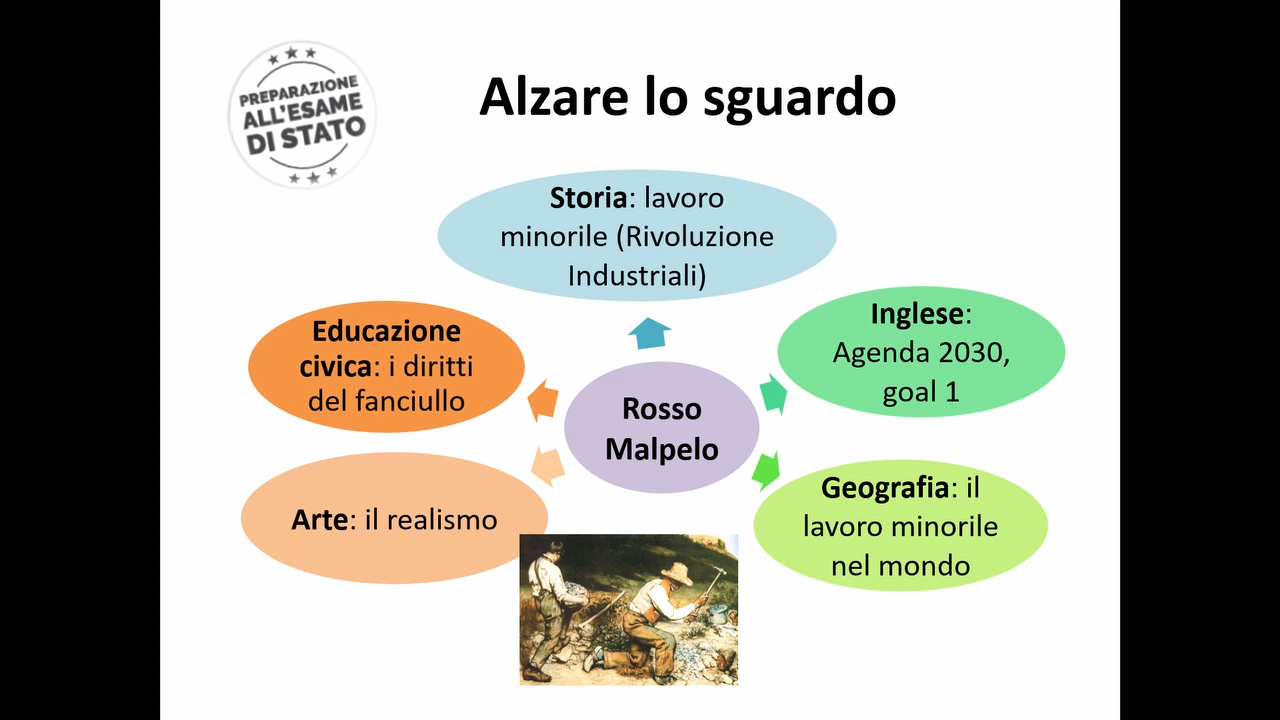 PREPARAZIONE
ALL'ESAME
DI STATO
Alzare lo sguardo
Storia: lavoro
minorile (Rivoluzione
Industriali)
Inglese:
Agenda 2030,
goal 1
Educazione
civica: i diritti
del fanciullo
Rosso
Malpelo
Arte: il realismo
Geografia: il
lavoro minorile
nel mondo